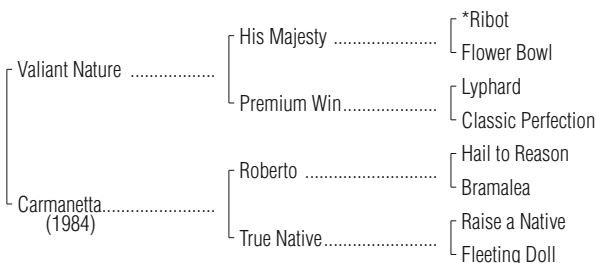 *Ribot
His Majesty ....................
Flower Bowl
Valiant Nature ................
Lyphard
Premium Win..................
Classic Perfection
Hail to Reason
Roberto ........................
Bramalea
Carmanetta.....................
(1984)
Raise a Native
True Native......................
Fleeting Doll